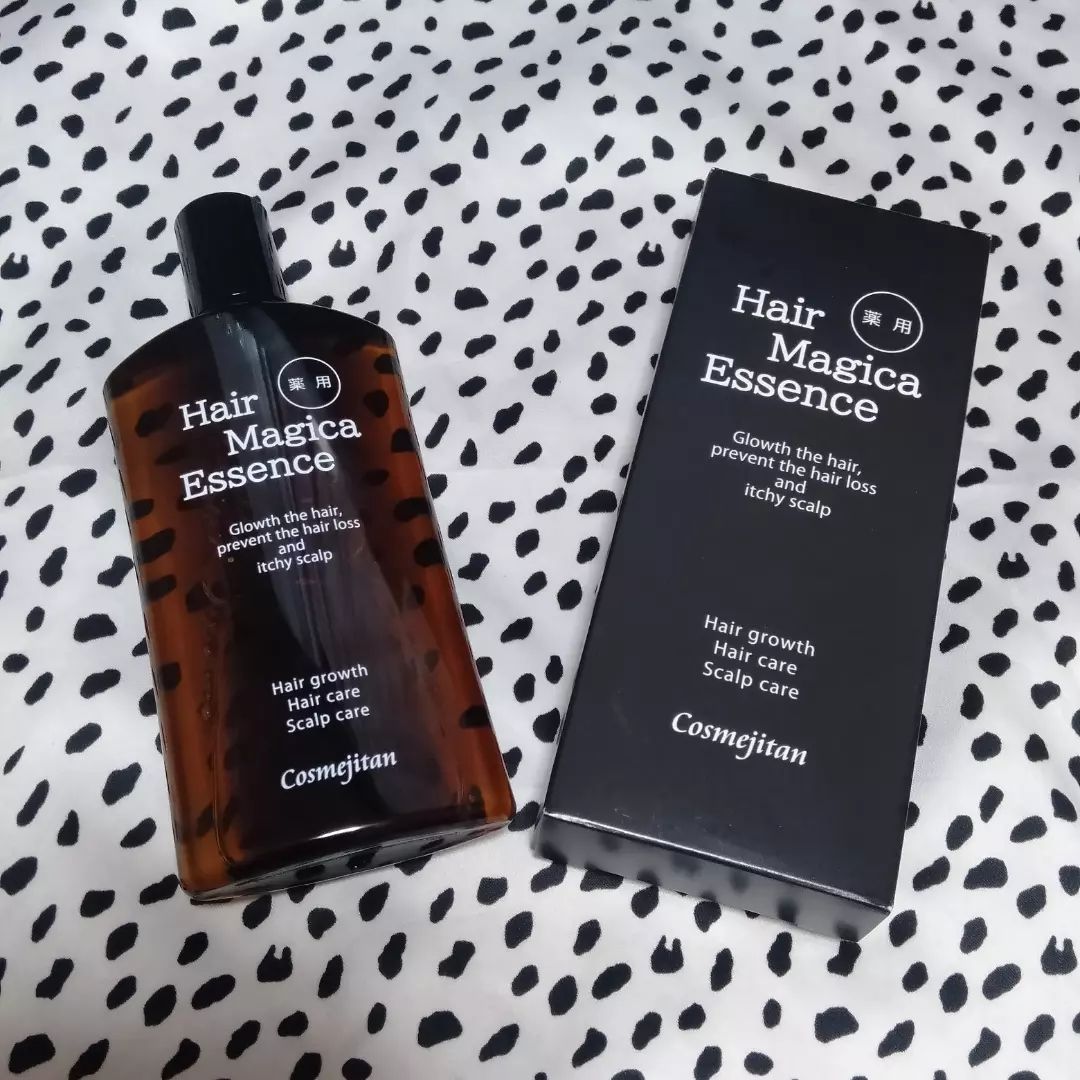 Hair 薬用
Magica
Essence
Glowth the hair,
prevent the hair loss
and
itchy scalp
Hair growth
Hair care
Scalp care
Cosmejitan
Hair 薬用
Magica
Essence
Glowth the hair,
prevent the hair loss
and
itchy scalp
Hair growth
Hair care
Scalp care
Cosmejitan